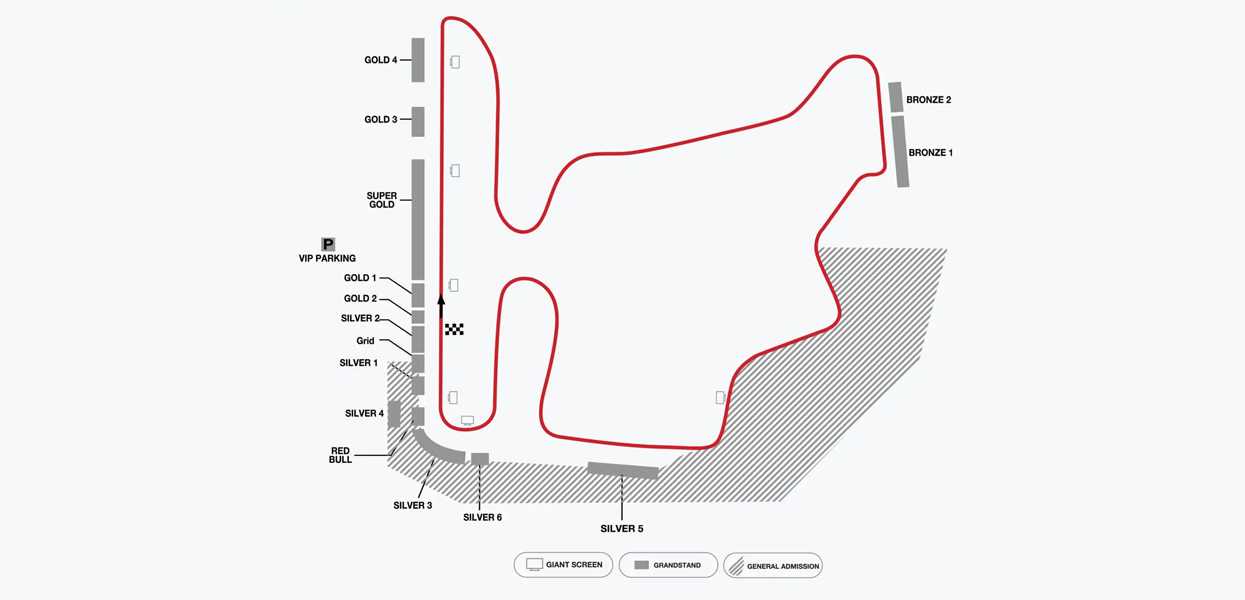 GOLD 4
GOLD 3
SUPER
GOLD
P
VIP PARKING
GOLD 1
GOLD 2
SILVER 2
Grid
SILVER 1
SILVER 4
RED
BULL
SILVER 3
SILVER 6
SILVER 5
BRONZE 2
BRONZE 1
GIANT SCREEN
GRANDSTAND
GENERAL ADMISSION